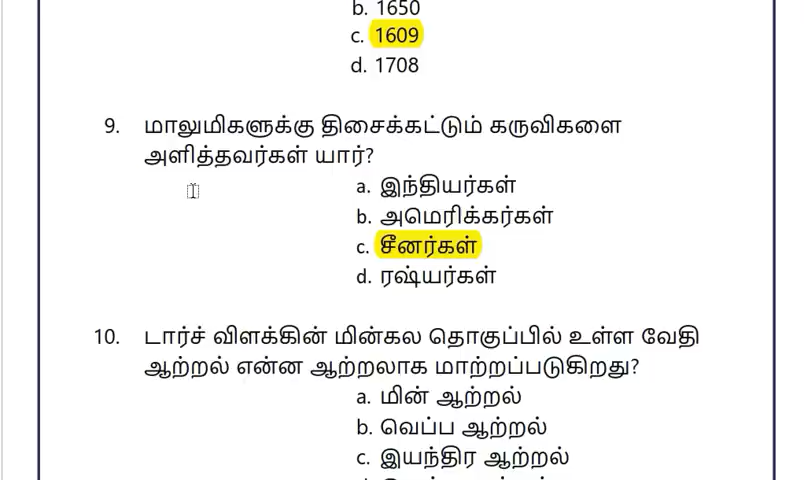 b. 1650
c. 1609
d. 1708
9. மாலுமிகளுக்கு திசைக்கட்டும் கருவிகளை
அளித்தவர்கள் யார்?
a. இந்தியர்கள்
b. அமெரிக்கர்கள்
c. சீனர்கள்
d. ரஷ்யர்கள்
10. டார்ச் விளக்கின் மின்கல தொகுப்பில் உள்ள வேதி
ஆற்றல் என்ன ஆற்றலாக மாற்றப்படுகிறது?
a. மின் ஆற்றல்
b. வெப்ப ஆற்றல்
c. இயந்திர ஆற்றல்